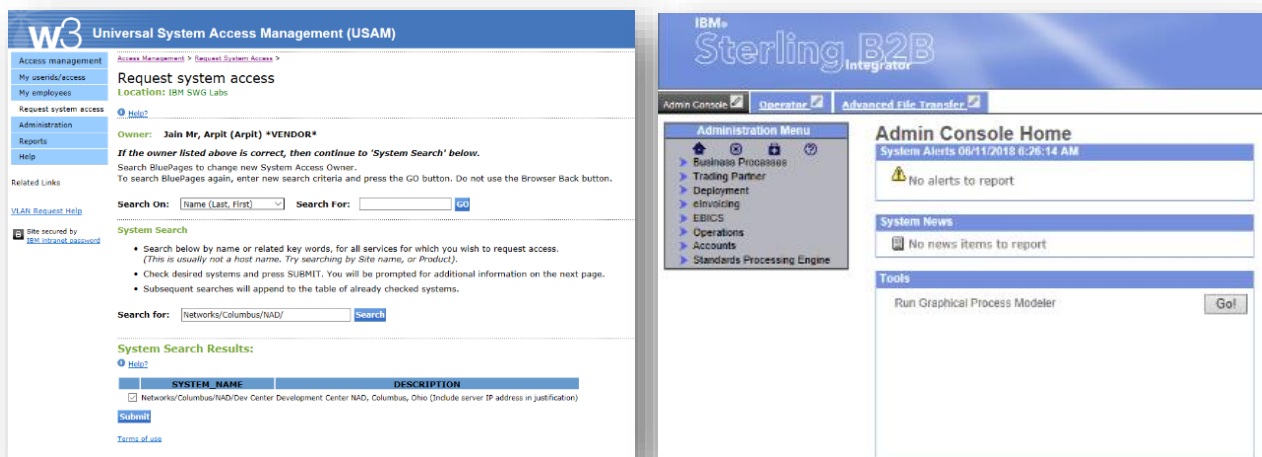 W3 Universal System Access Management (USAM)
Access management
My userids/access
My employees
Request system access
Administration
Reports
Help
Related Links
VLAN Request Help
Site secured by
IBM intranet password
Access Management > Request System Access >
Request system access
Location: IBM SWG Labs
Help?
Owner: Jain Mr, Arpit (Arpit) *VENDOR*
If the owner listed above is correct, then continue to 'System Search' below.
Search BluePages to change new System Access Owner.
To search BluePages again, enter new search criteria and press the GO button. Do not use the Browser Back button.
Search On: Name (Last, First) Search For: GO
System Search
• Search below by name or related key words, for all services for which you wish to request access.
(This is usually not a host name. Try searching by Site name, or Product).
• Check desired systems and press SUBMIT. You will be prompted for additional information on the next page.
• Subsequent searches will append to the table of already checked systems.
Search for: Networks/Columbus/NAD/ Search
System Search Results:
Help?
SYSTEM_NAME DESCRIPTION
Networks/Columbus/NAD/Dev Center Development Center NAD, Columbus, Ohio (Include server IP address in justification)
Submit
Terms of use
IBM®
Sterling B2B
Integrator
Admin Console Operator Advanced File Transfer
Administration Menu
Business Processes
Trading Partner
Deployment
eInvoicing
EBICS
Operations
Accounts
Standards Processing Engine
Admin Console Home
System Alerts 06/11/2018 6:26:14 AM
No alerts to report
System News
No news items to report
Tools
Run Graphical Process Modeler Go!